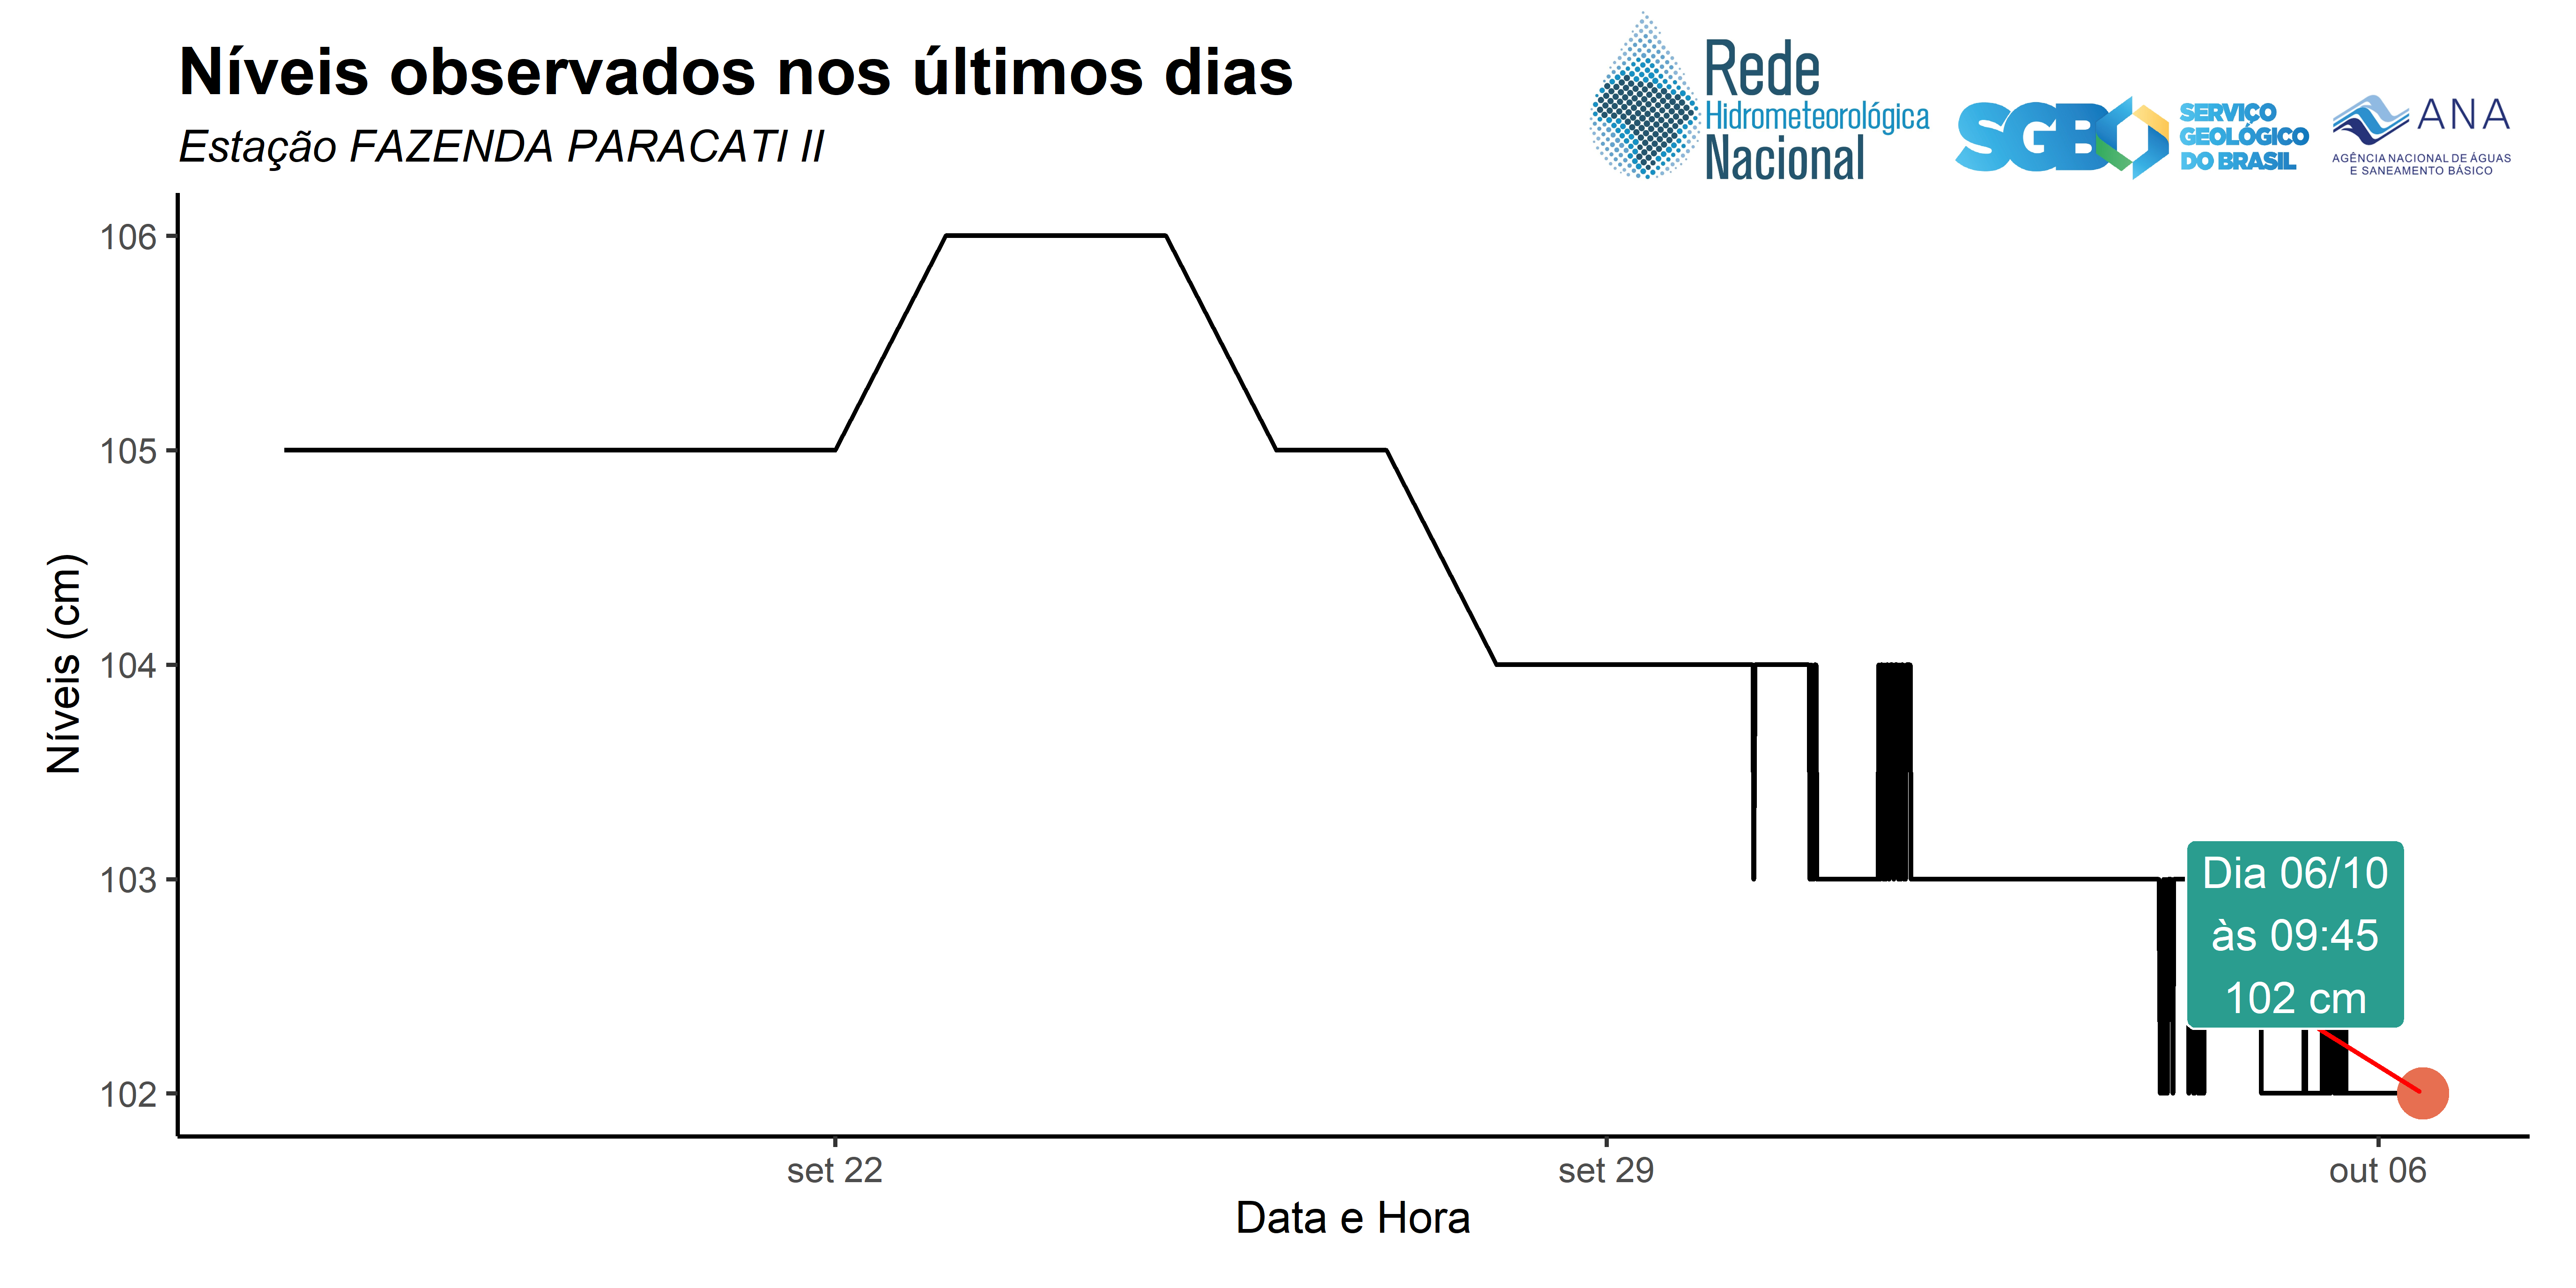 Níveis observados nos últimos dias
Estação FAZENDA PARACATI II
Rede
Hidrometeorológica
Nacional
SGB
SERVIÇO
GEOLÓGICO
DO BRASIL
ANA
AGÊNCIA NACIONAL DE ÁGUAS
E SANEAMENTO BÁSICO
Níveis (cm)
106
105
104
103
102
Dia 06/10
às 09:45
102 cm
set 22
set 29
out 06
Data e Hora